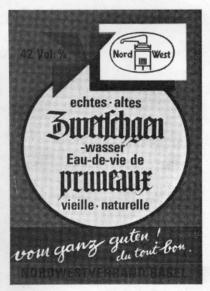 42 Vol. %
Nord West
echtes · altes
Zwetschgen
-wasser
Eau-de-vie de
pruneaux
vieille · naturelle
vom ganz guten!
du tout bon.
NORDWESTVERBAND BASEL